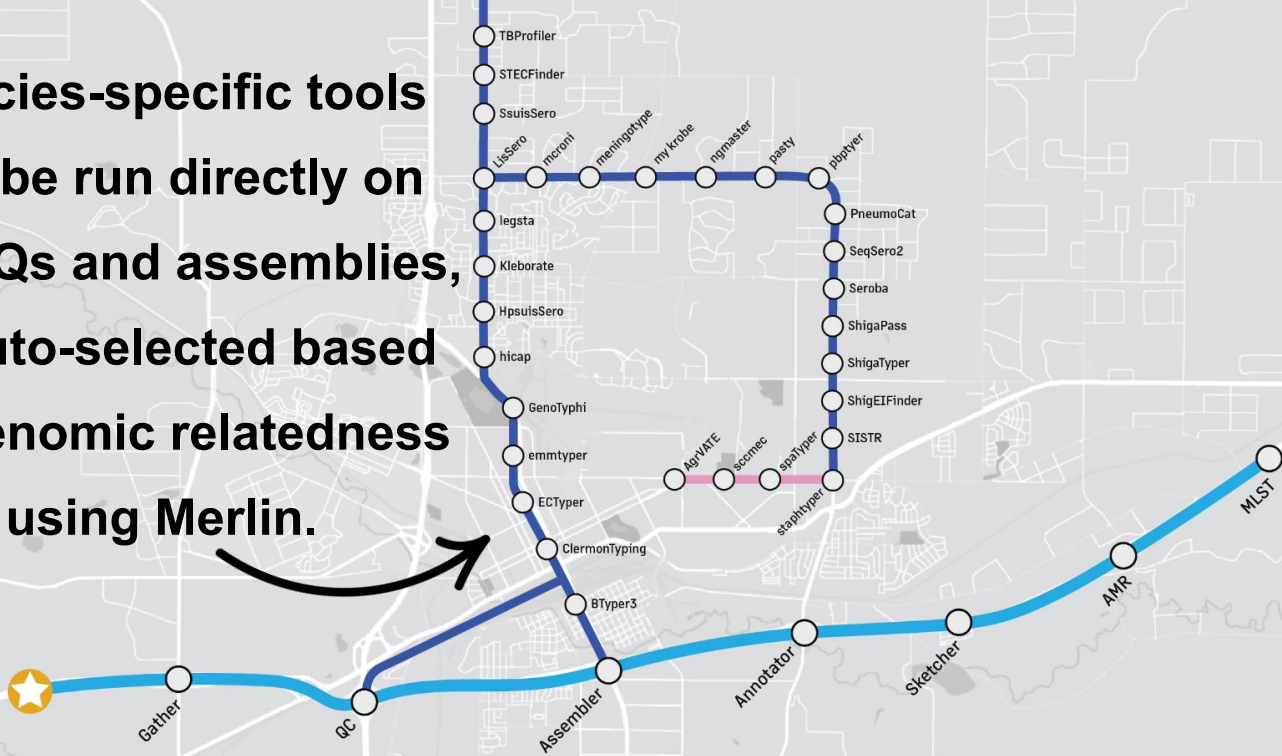 TBProfiler
STECFinder
SsuisSero
cies-specific tools
be run directly on
Qs and assemblies,
uto-selected based
enomic relatedness
using Merlin.
LisSero
mcroni
meningotype
my krobe
ngmaster
pasty
pbptyer
legsta
Kleborate
HpsuisSero
hicap
GenoTyphi
emmtyper
ECTyper
ClermonTyping
BTyper3
PneumoCat
SeqSero2
Seroba
ShigaPass
ShigaTyper
ShigEIFinder
SISTR
AgrVATE
sccmec
spaTyper
staphtyper
Gather
QC
Assembler
Annotator
Sketcher
AMR
MLST